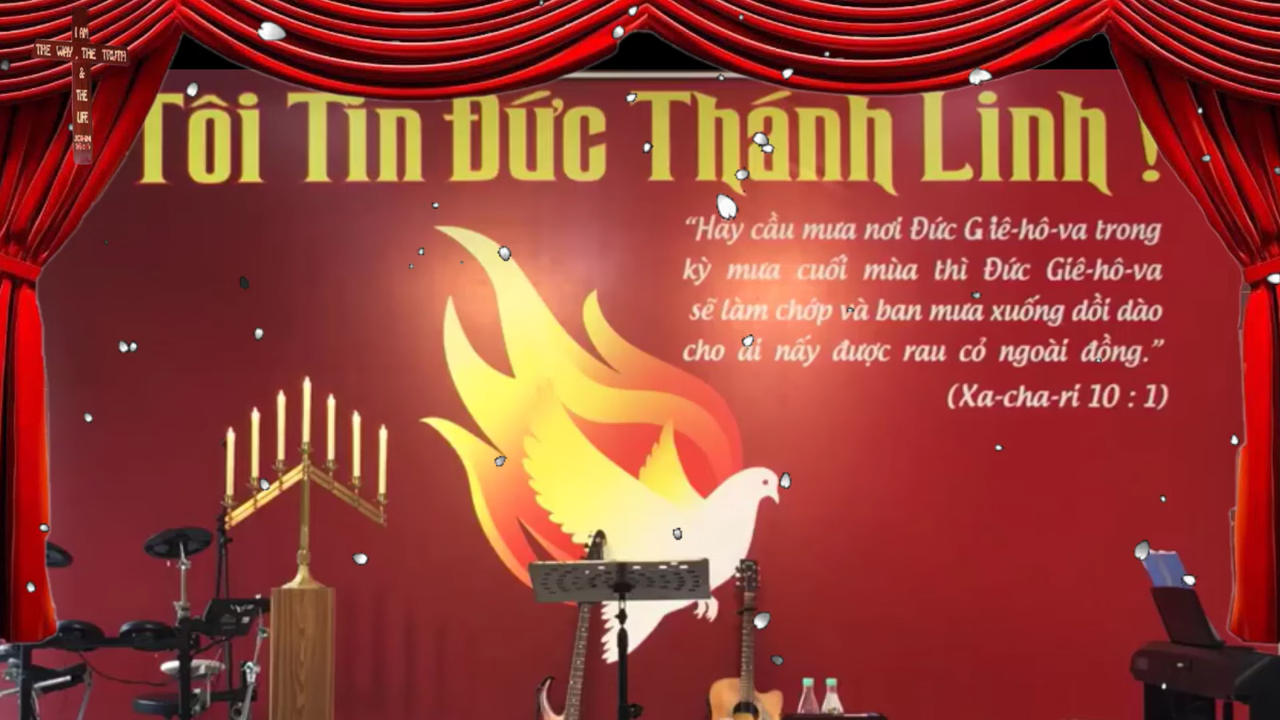 I AM
THE WAY, THE TRUTH
&
THE
LIFE
JOHN
Tôi Tin Đức Thánh Linh !
“Hãy cầu mưa nơi Đức Giê-hô-va trong
kỳ mưa cuối mùa thì Đức Giê-hô-va
sẽ làm chớp và ban mưa xuống dồi dào
cho ai nấy được rau cỏ ngoài đồng.”
(Xa-cha-ri 10 : 1)